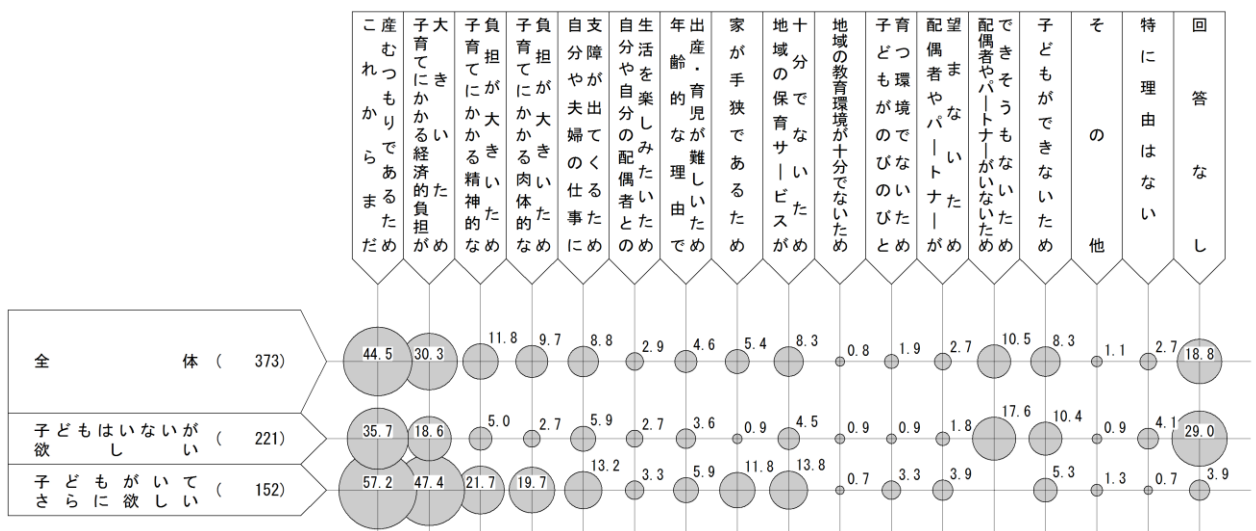 これからまだ
産むつもりであるため
子育てにかかる経済的負担が
大きいため
子育てにかかる精神的な
負担が大きいため
子育てにかかる肉体的な
負担が大きいため
自分や夫婦の仕事に
支障が出てくるため
自分や自分の配偶者との
生活を楽しみたいため
年齢的な理由で
出産・育児が難しいため
家が手狭であるため
地域の保育サービスが
十分でないため
地域の教育環境が十分でないため
子どもがのびのびと
育つ環境でないため
配偶者やパートナーが
望まないため
配偶者やパートナーがいないため
できそうもないため
子どもができないため
その他
特に理由はない
回答なし
全体 ( 373) 44.5 30.3 11.8 9.7 8.8 2.9 4.6 5.4 8.3 0.8 1.9 2.7 10.5 8.3 1.1 2.7 18.8
子どもはいないが
欲しい ( 221) 35.7 18.6 5.0 2.7 5.9 2.7 3.6 0.9 4.5 0.9 0.9 1.8 17.6 10.4 0.9 4.1 29.0
子どもがいて
さらに欲しい ( 152) 57.2 47.4 21.7 19.7 13.2 3.3 5.9 11.8 13.8 0.7 3.3 3.9 5.3 1.3 0.7 3.9